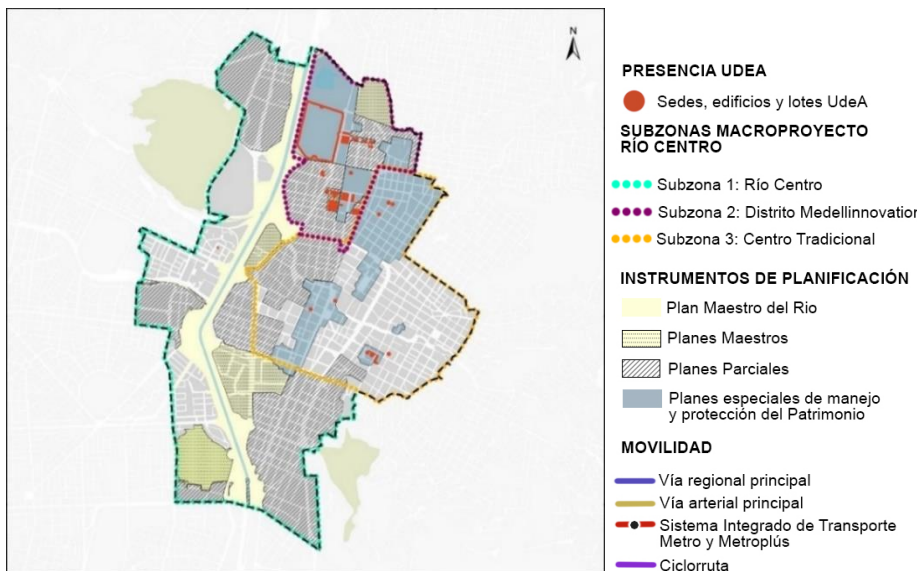 N
PRESENCIA UDEA
Sedes, edificios y lotes UdeA
SUBZONAS MACROPROYECTO
RÍO CENTRO
Subzona 1: Río Centro
Subzona 2: Distrito Medellinnovation
Subzona 3: Centro Tradicional
INSTRUMENTOS DE PLANIFICACIÓN
Plan Maestro del Rio
Planes Maestros
Planes Parciales
Planes especiales de manejo
y protección del Patrimonio
MOVILIDAD
Vía regional principal
Vía arterial principal
Sistema Integrado de Transporte
Metro y Metroplús
Ciclorruta